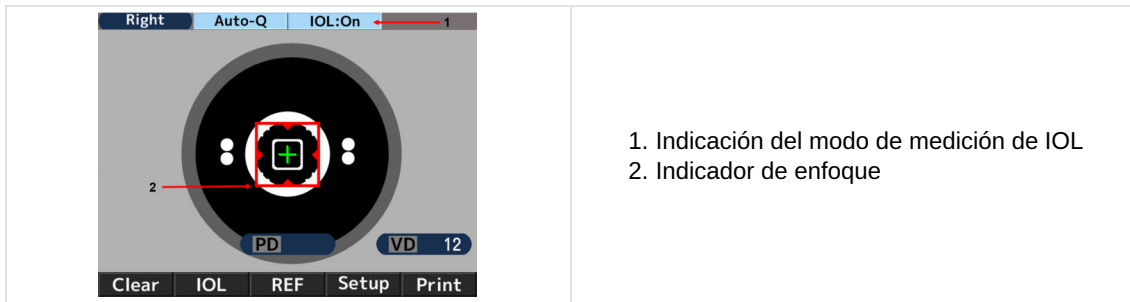 Right Auto-Q IOL:On 1
2
PD VD 12
Clear IOL REF Setup Print
1. Indicación del modo de medición de IOL
2. Indicador de enfoque